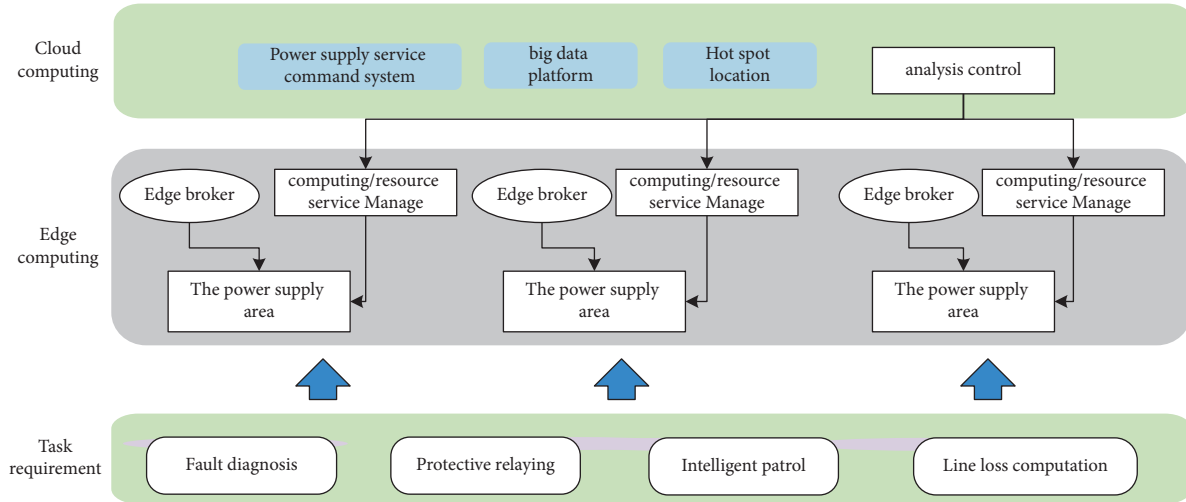 Cloud
computing
Power supply service
command system
big data
platform
Hot spot
location
analysis control
Edge
computing
Edge broker
computing/resource
service Manage
Edge broker
computing/resource
service Manage
Edge broker
computing/resource
service Manage
The power supply
area
The power supply
area
The power supply
area
Task
requirement
Fault diagnosis
Protective relaying
Intelligent patrol
Line loss computation